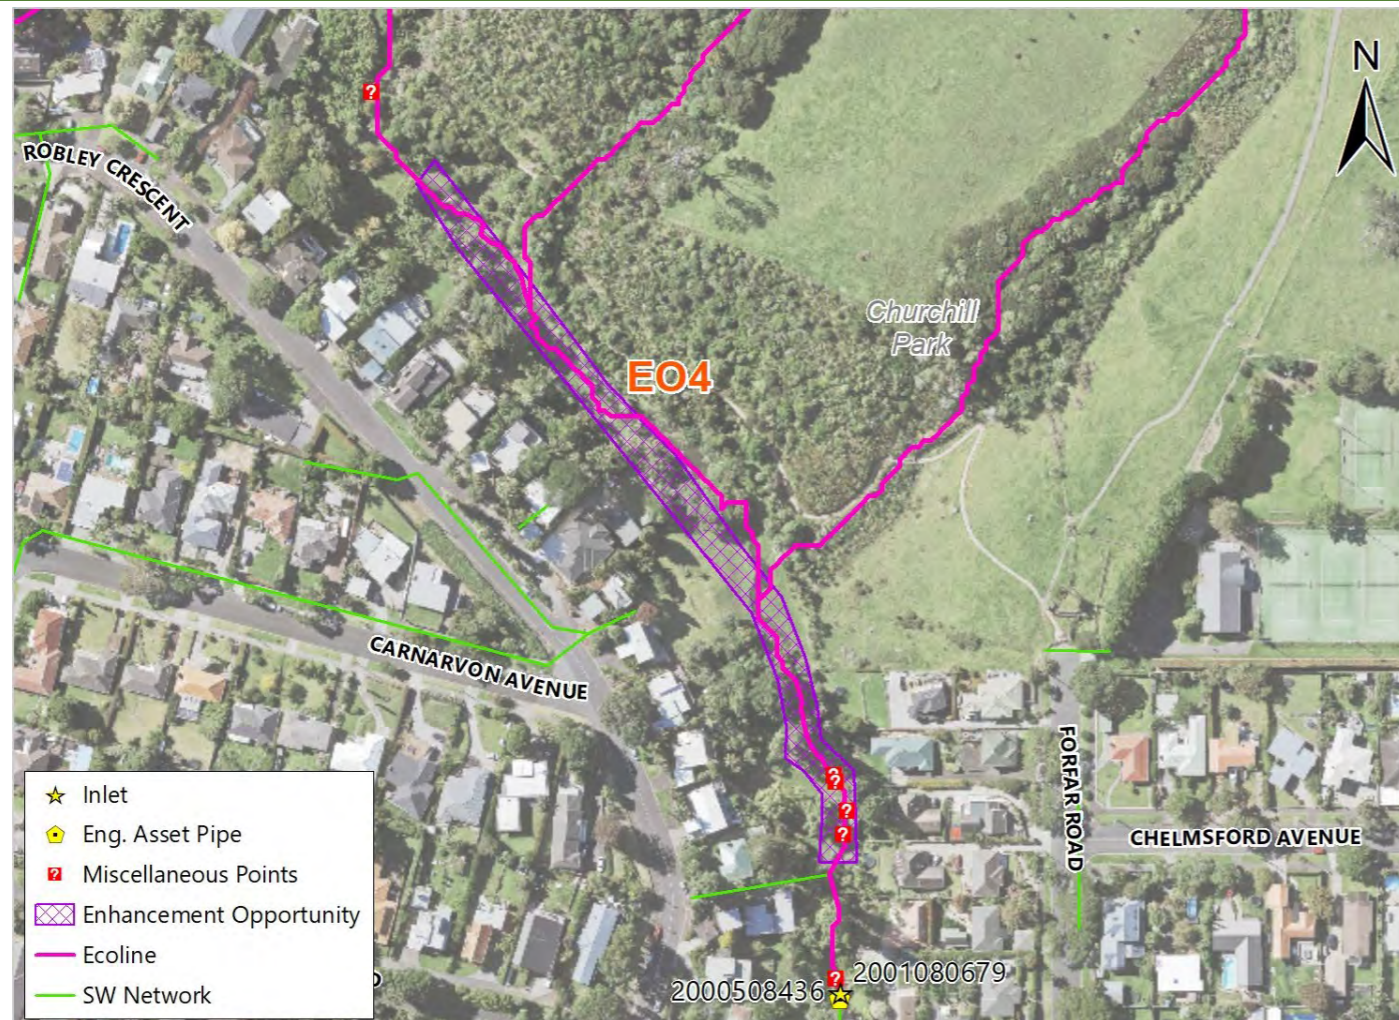 N
ROBLEY CRESCENT
Churchill
Park
EO4
CARNARVON AVENUE
FORFAR ROAD
CHELMSFORD AVENUE
Inlet
Eng. Asset Pipe
Miscellaneous Points
Enhancement Opportunity
Ecoline
SW Network
2000508436
2001080679